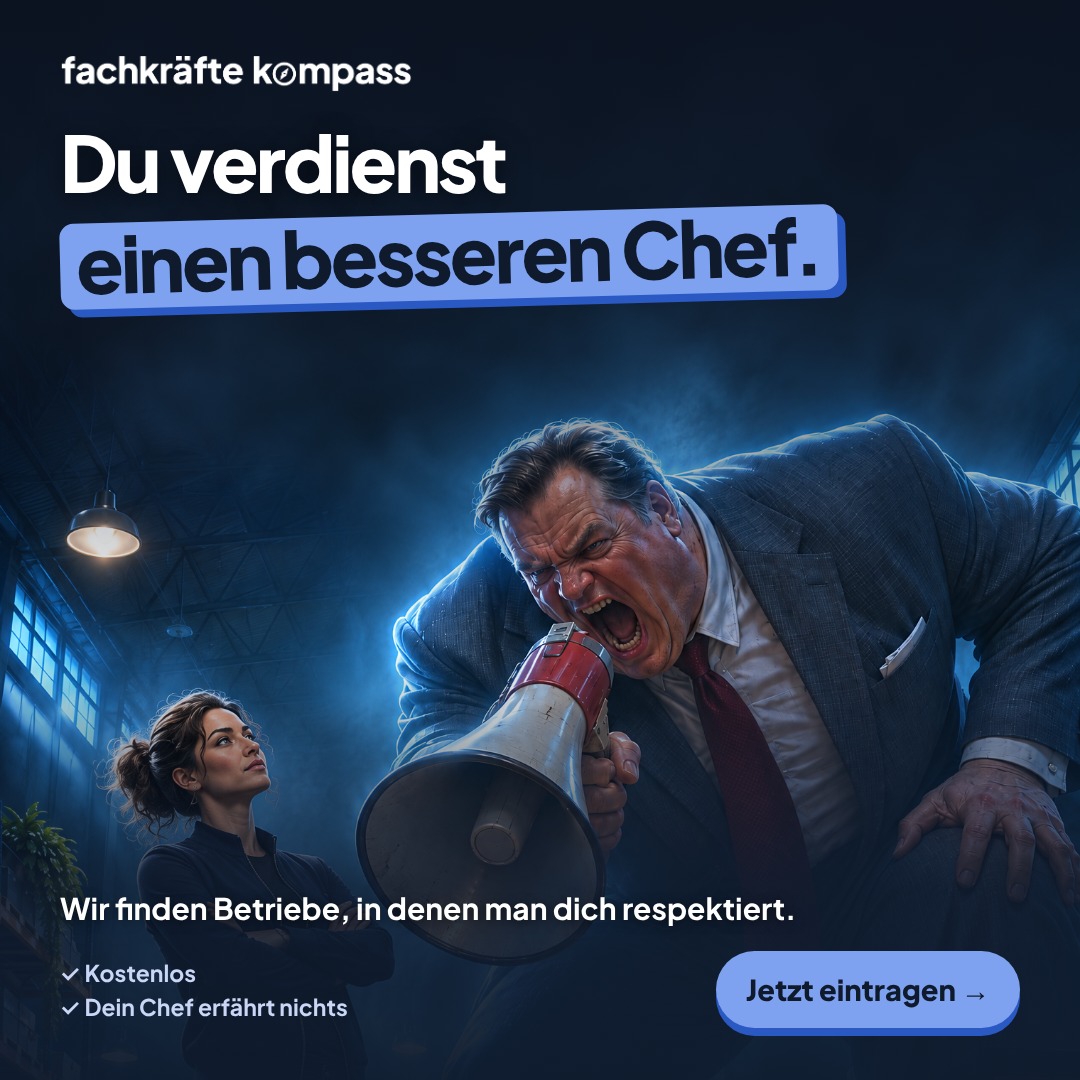 fachkräfte kompass
Du verdienst
einen besseren Chef.
Wir finden Betriebe, in denen man dich respektiert.
✓ Kostenlos
✓ Dein Chef erfährt nichts
Jetzt eintragen →